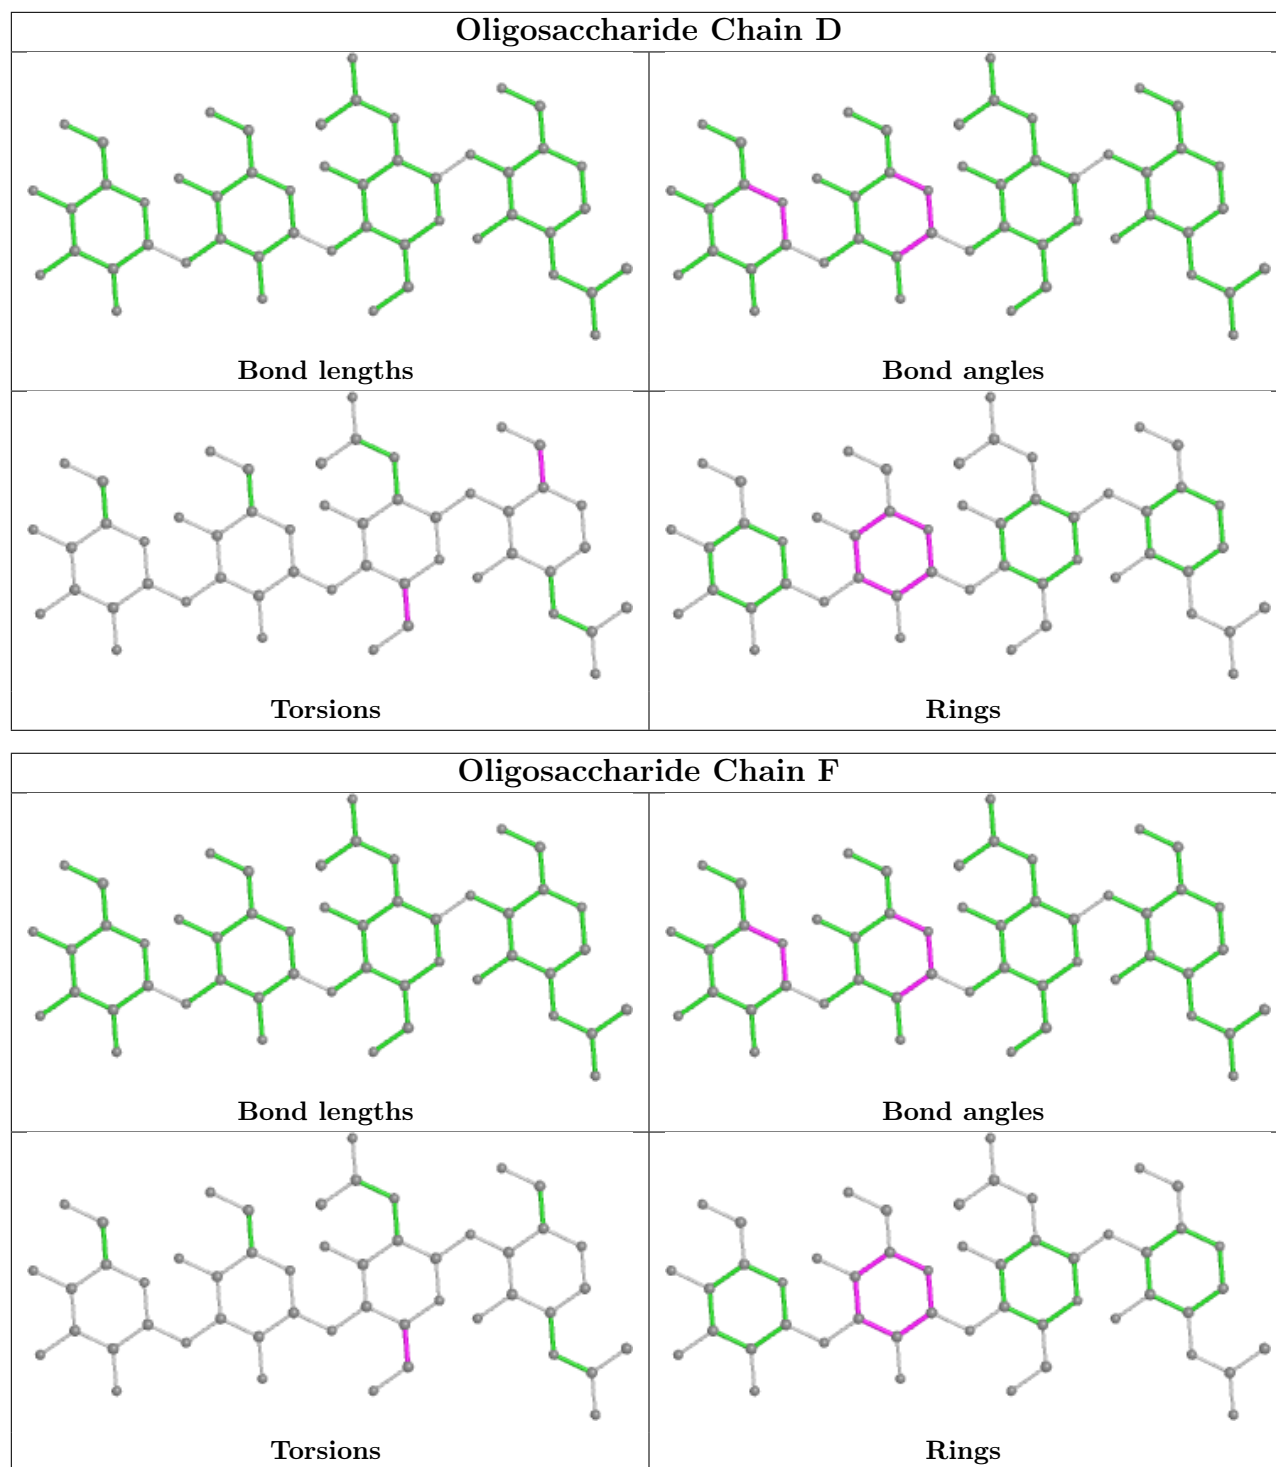 Oligosaccharide Chain D
Bond lengths
Bond angles
Torsions
Rings
Oligosaccharide Chain F
Bond lengths
Bond angles
Torsions
Rings